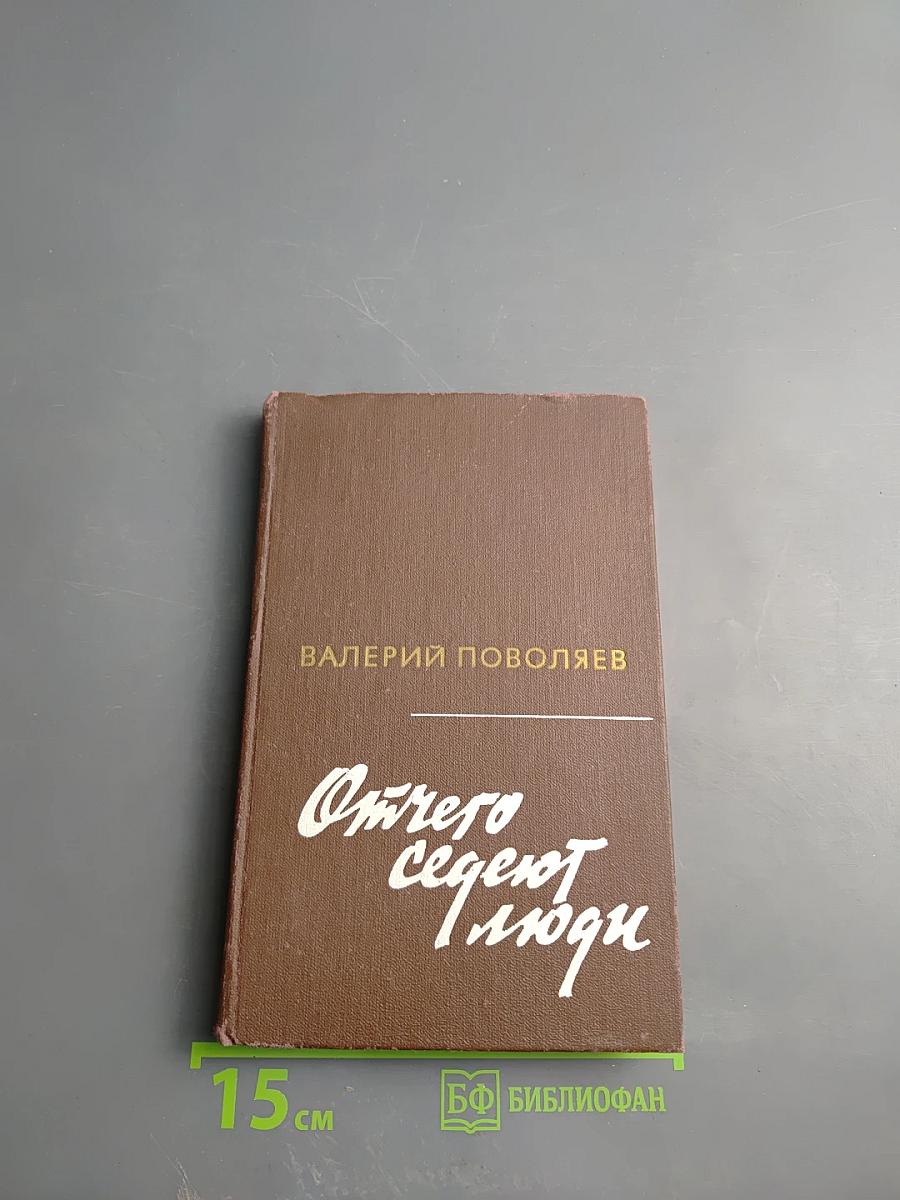 ВАЛЕРИЙ ПОВОЛЯЕВ
Отчего
седеют
люди
15 см
БФ БИБЛИОФАН